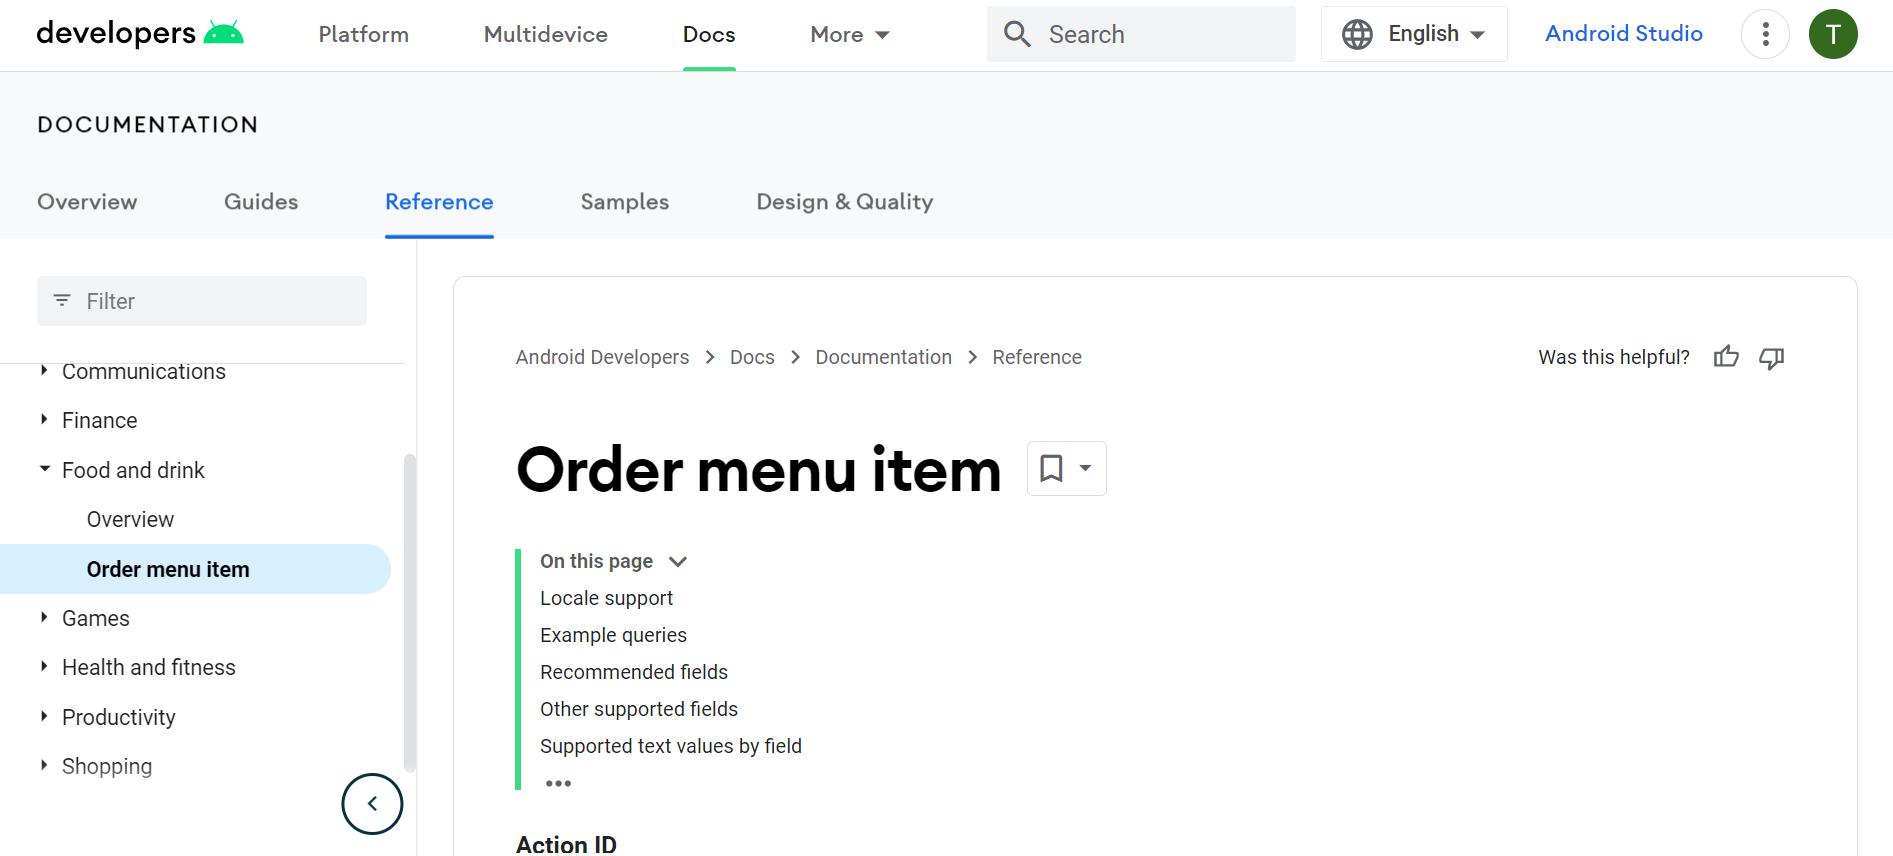 developers Platform Multidevice Docs More Search English Android Studio T
DOCUMENTATION
Overview Guides Reference Samples Design & Quality
Filter
Communications
Finance
Food and drink
Overview
Order menu item
Games
Health and fitness
Productivity
Shopping
Android Developers Docs Documentation Reference Was this helpful?
Order menu item
On this page
Locale support
Example queries
Recommended fields
Other supported fields
Supported text values by field
Action ID